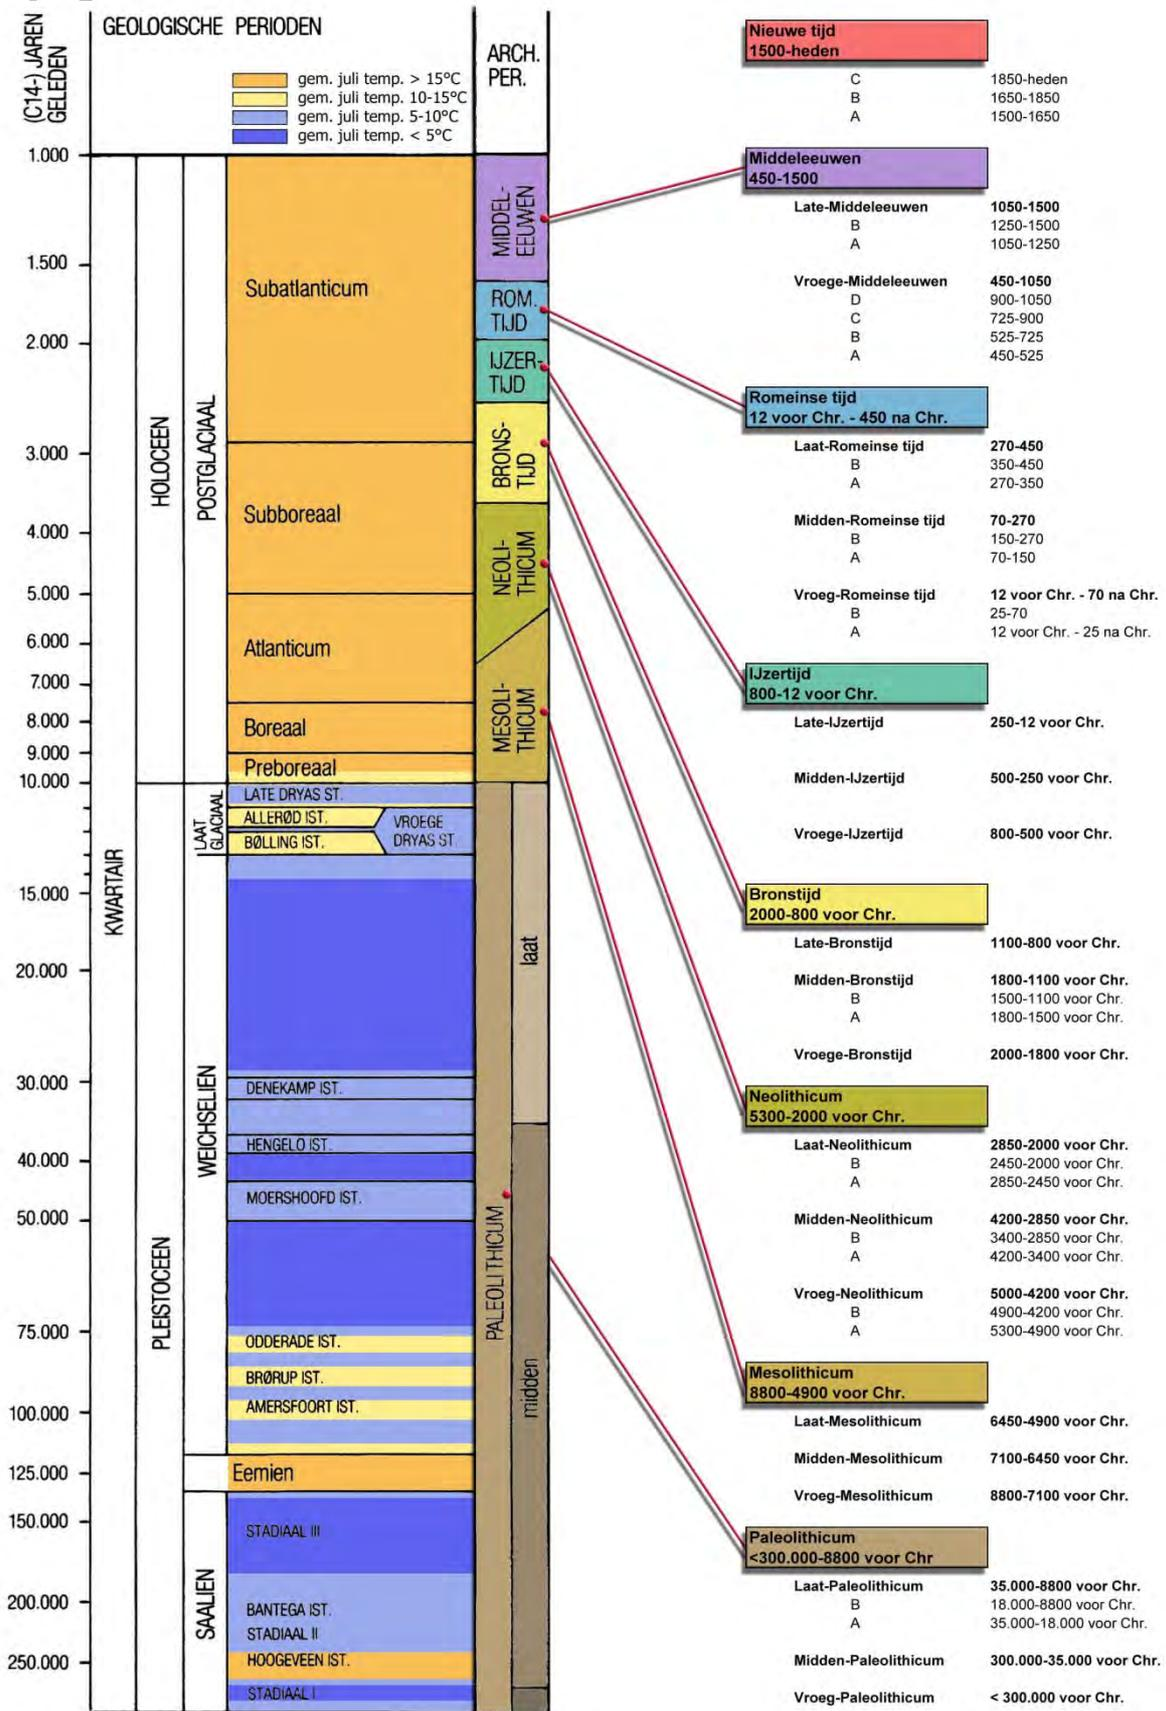 (C14-) JAREN
GELEDEN
GEOLOGISCHE PERIODEN
gem. juli temp. > 15°C
gem. juli temp. 10-15°C
gem. juli temp. 5-10°C
gem. juli temp. < 5°C
ARCH.
PER.
1.000
1.500
2.000
3.000
4.000
5.000
6.000
7.000
8.000
9.000
10.000
15.000
20.000
30.000
40.000
50.000
75.000
100.000
125.000
150.000
200.000
250.000
KWARTAIR
HOLOCEEN
PLEISTOCEEN
POSTGLACIAAL
LAAT
GLACIAAL
WEICHSELIEN
SAALIEN
Subatlanticum
Subboreaal
Atlanticum
Boreaal
Preboreaal
LATE DRYAS ST.
ALLERØD IST.
VROEGE
DRYAS ST.
BØLLING IST.
DENEKAMP IST.
HENGELO IST.
MOERSHOOFD IST.
ODDERADE IST.
BRØRUP IST.
AMERSFOORT IST.
Eemien
STADIAAL III
BANTEGA IST.
STADIAAL II
HOOGEVEEN IST.
STADIAAL I
MIDDEL-
EEUWEN
ROM.
TIJD
IJZER-
TIJD
BRONS-
TIJD
NEOLI-
THICUM
MESOLI-
THICUM
PALEOLITHICUM
laat
midden
Nieuwe tijd
1500-heden
C 1850-heden
B 1650-1850
A 1500-1650
Middeleeuwen
450-1500
Late-Middeleeuwen 1050-1500
B 1250-1500
A 1050-1250
Vroege-Middeleeuwen 450-1050
D 900-1050
C 725-900
B 525-725
A 450-525
Romeinse tijd
12 voor Chr. - 450 na Chr.
Laat-Romeinse tijd 270-450
B 350-450
A 270-350
Midden-Romeinse tijd 70-270
B 150-270
A 70-150
Vroeg-Romeinse tijd 12 voor Chr. - 70 na Chr.
B 25-70
A 12 voor Chr. - 25 na Chr.
IJzertijd
800-12 voor Chr.
Late-IJzertijd 250-12 voor Chr.
Midden-IJzertijd 500-250 voor Chr.
Vroege-IJzertijd 800-500 voor Chr.
Bronstijd
2000-800 voor Chr.
Late-Bronstijd 1100-800 voor Chr.
Midden-Bronstijd 1800-1100 voor Chr.
B 1500-1100 voor Chr.
A 1800-1500 voor Chr.
Vroege-Bronstijd 2000-1800 voor Chr.
Neolithicum
5300-2000 voor Chr.
Laat-Neolithicum 2850-2000 voor Chr.
B 2450-2000 voor Chr.
A 2850-2450 voor Chr.
Midden-Neolithicum 4200-2850 voor Chr.
B 3400-2850 voor Chr.
A 4200-3400 voor Chr.
Vroeg-Neolithicum 5000-4200 voor Chr.
B 4900-4200 voor Chr.
A 5300-4900 voor Chr.
Mesolithicum
8800-4900 voor Chr.
Laat-Mesolithicum 6450-4900 voor Chr.
Midden-Mesolithicum 7100-6450 voor Chr.
Vroeg-Mesolithicum 8800-7100 voor Chr.
Paleolithicum
<300.000-8800 voor Chr
Laat-Paleolithicum 35.000-8800 voor Chr.
B 18.000-8800 voor Chr.
A 35.000-18.000 voor Chr.
Midden-Paleolithicum 300.000-35.000 voor Chr.
Vroeg-Paleolithicum < 300.000 voor Chr.